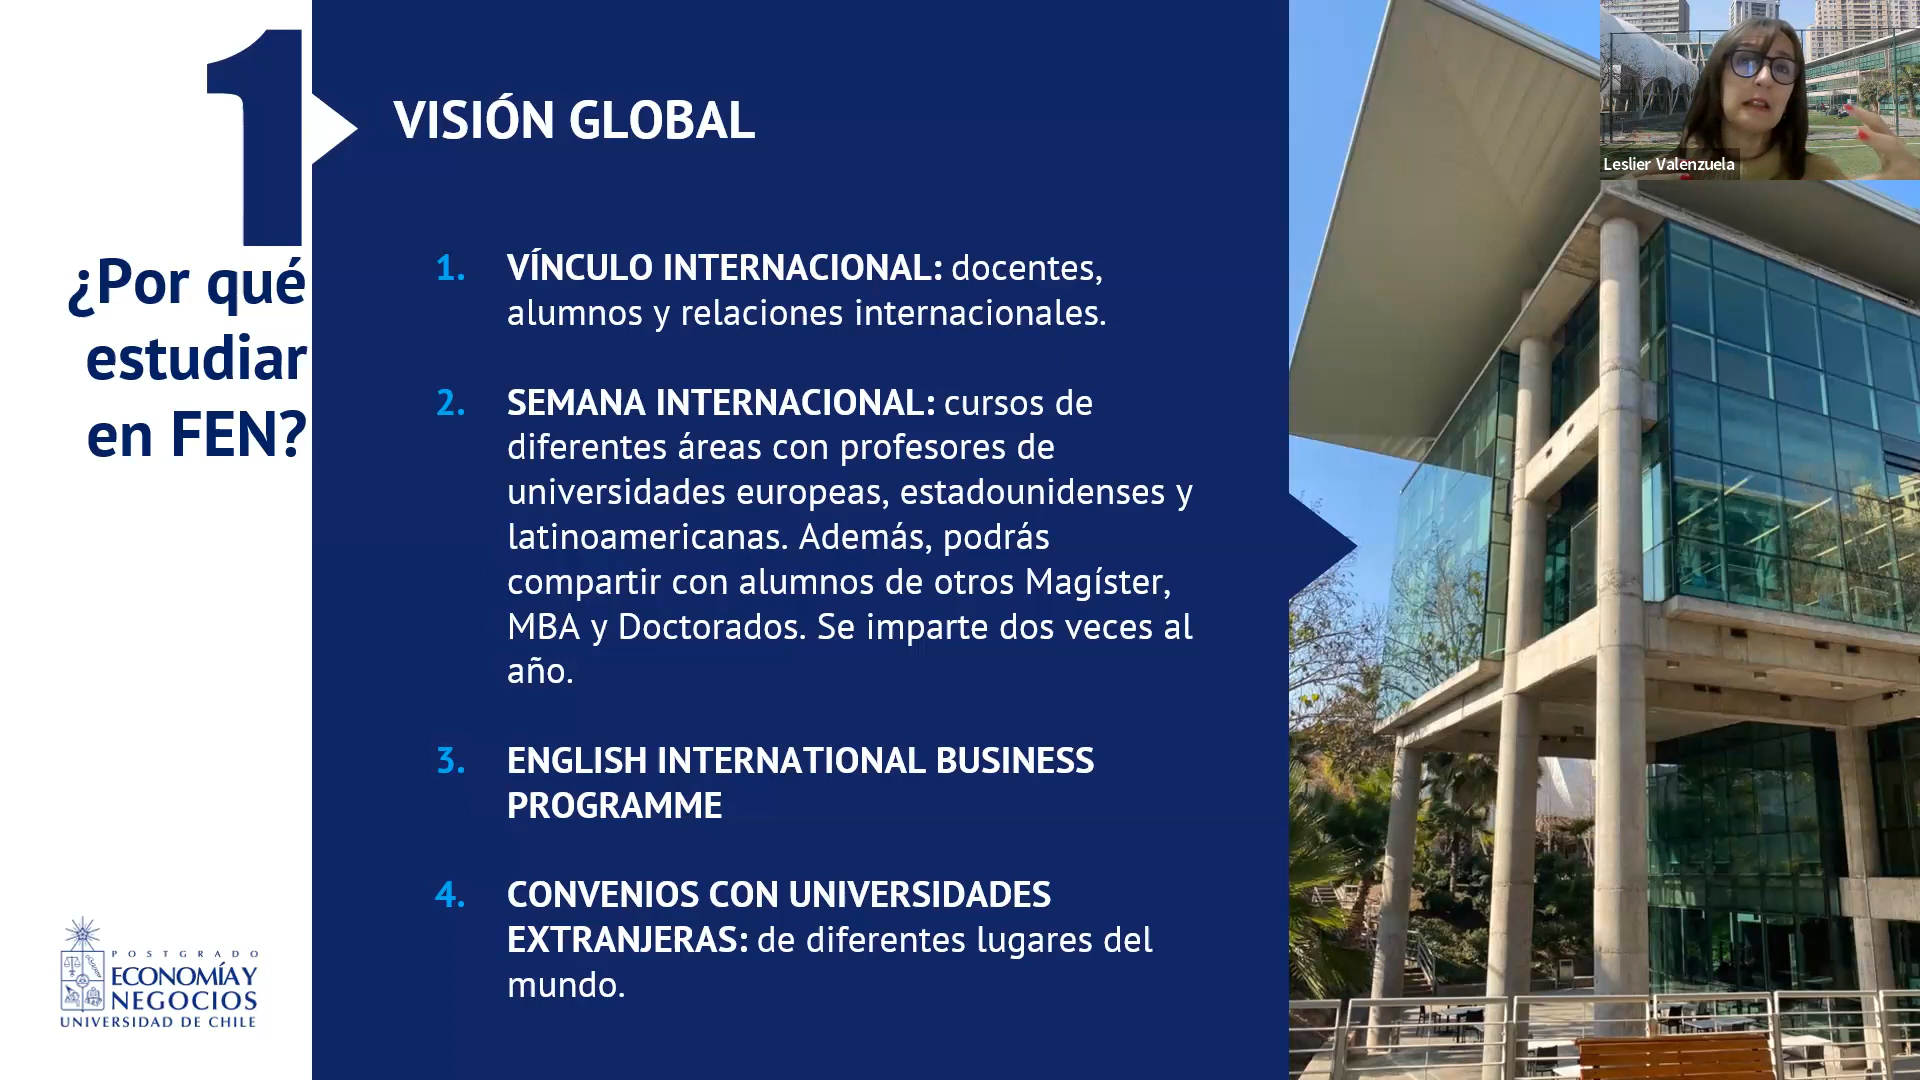 1
¿Por qué
estudiar
en FEN?
VISIÓN GLOBAL
1. VÍNCULO INTERNACIONAL: docentes,
alumnos y relaciones internacionales.
2. SEMANA INTERNACIONAL: cursos de
diferentes áreas con profesores de
universidades europeas, estadounidenses y
latinoamericanas. Además, podrás
compartir con alumnos de otros Magíster,
MBA y Doctorados. Se imparte dos veces al
año.
3. ENGLISH INTERNATIONAL BUSINESS
PROGRAMME
4. CONVENIOS CON UNIVERSIDADES
EXTRANJERAS: de diferentes lugares del
mundo.
POSTGRADO
ECONOMÍA Y
NEGOCIOS
UNIVERSIDAD DE CHILE
Leslier Valenzuela